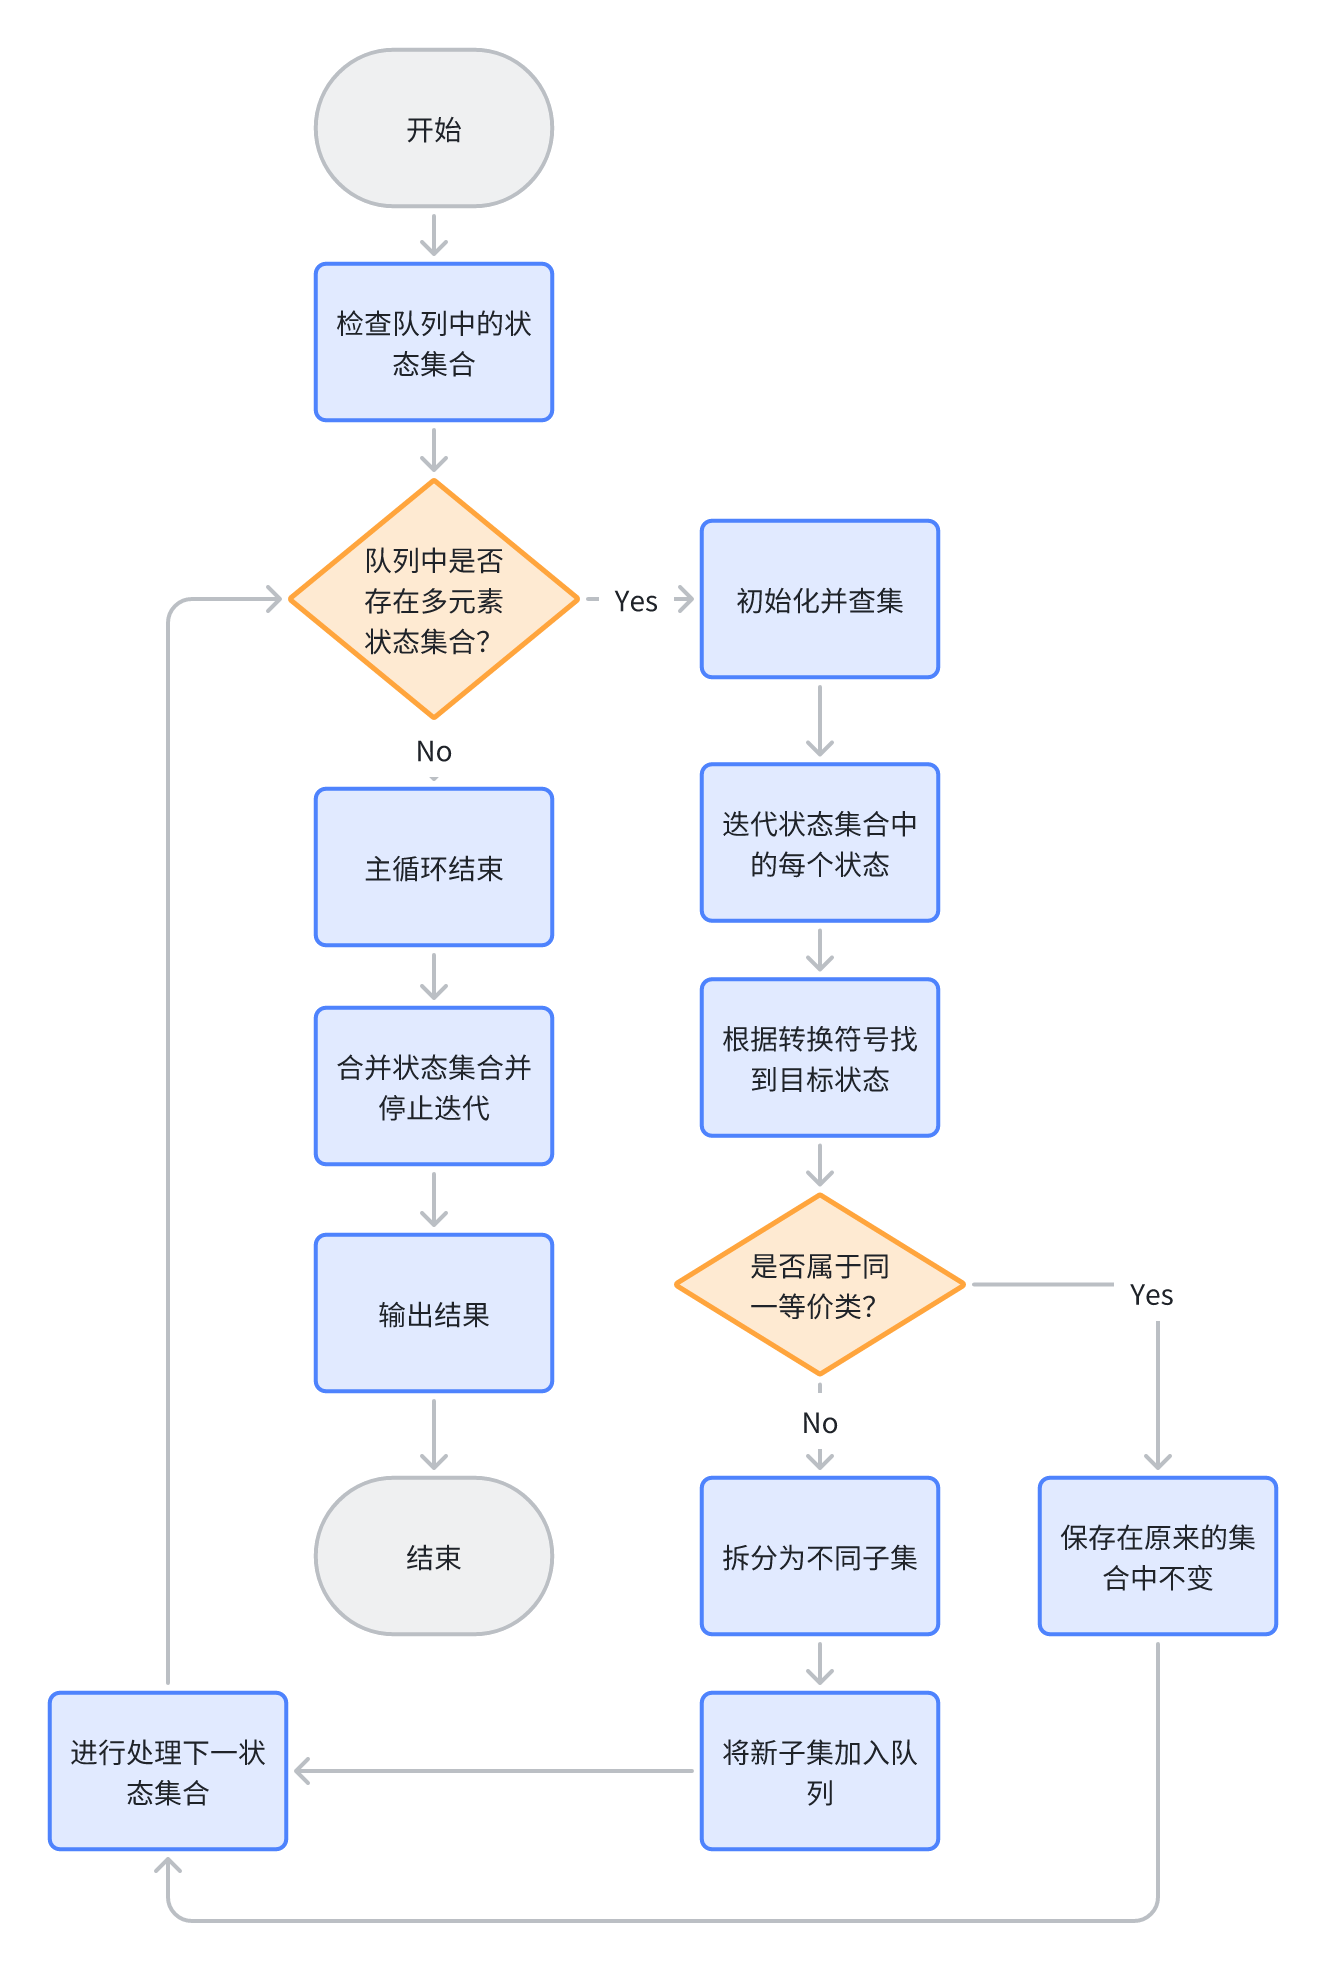 开始
检查队列中的状
态集合
队列中是否
存在多元素
状态集合？
Yes
初始化并查集
No
主循环结束
迭代状态集合中
的每个状态
合并状态集合并
停止迭代
根据转换符号找
到目标状态
输出结果
是否属于同
一等价类？
Yes
No
结束
拆分为不同子集
保存在原来的集
合中不变
进行处理下一状
态集合
将新子集加入队
列